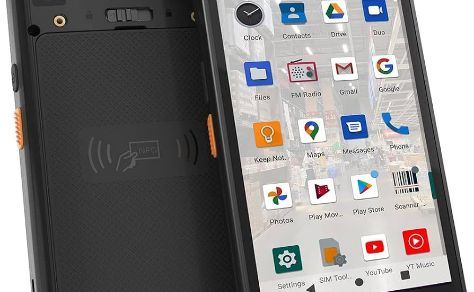 Clock
Contacts
Drive
Duo
Files
FM Radio
Gmail
Google
NFC
Keep Not..
Maps
Messages
Phone
Photos
Play Mov..
Play Store
Scanner ..
Settings
SIM Tool..
YouTube
YT Music